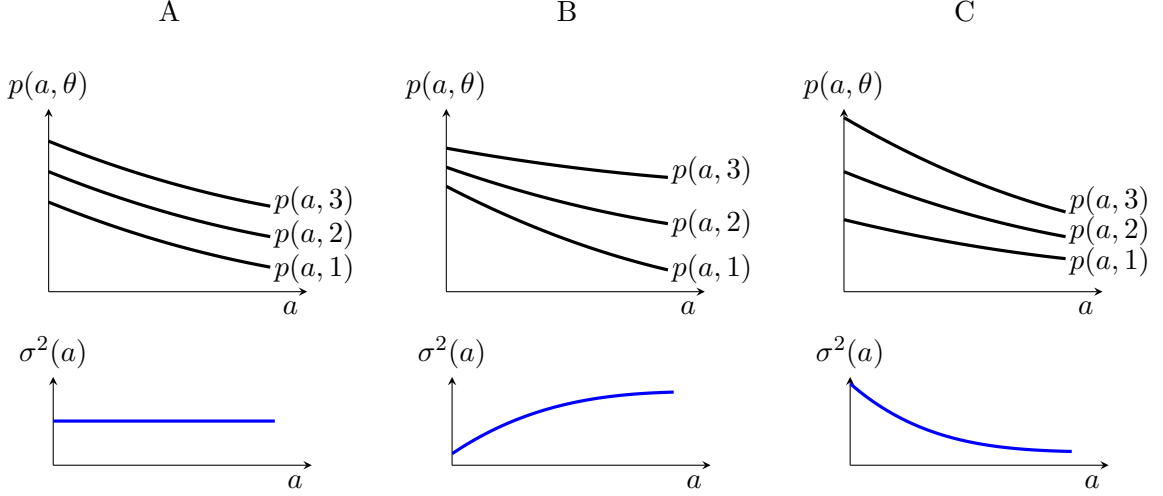 A B C
p(a, θ) p(a, θ) p(a, θ)
p(a, 3) p(a, 3) p(a, 3)
p(a, 2) p(a, 2) p(a, 2)
p(a, 1) p(a, 1) p(a, 1)
a a a
σ²(a) σ²(a) σ²(a)
a a a